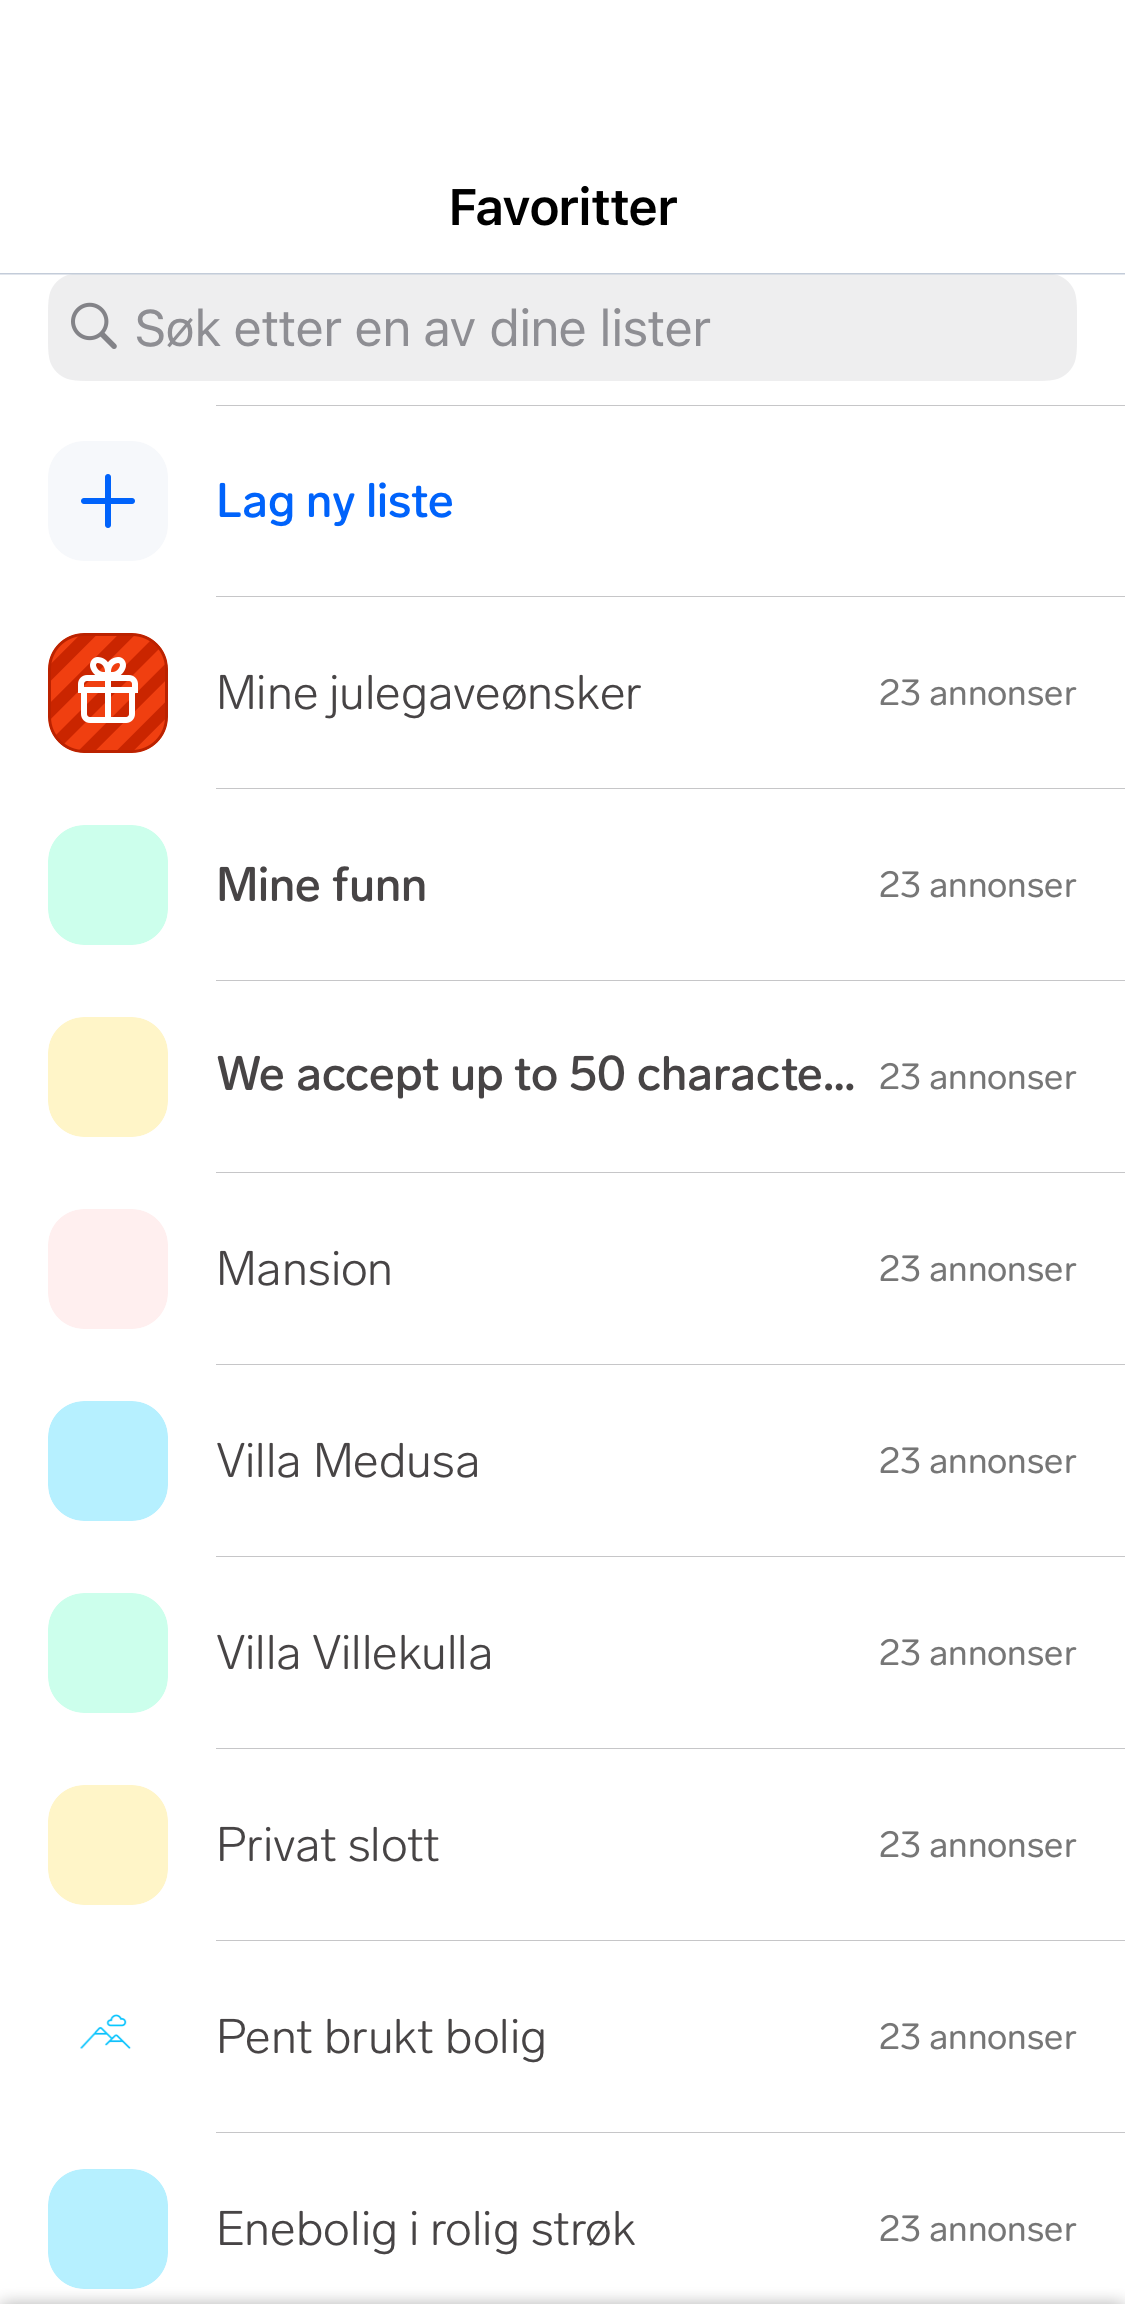 Favoritter
Søk etter en av dine lister
Lag ny liste
Mine julegaveønsker 23 annonser
Mine funn 23 annonser
We accept up to 50 characte... 23 annonser
Mansion 23 annonser
Villa Medusa 23 annonser
Villa Villekulla 23 annonser
Privat slott 23 annonser
Pent brukt bolig 23 annonser
Enebolig i rolig strøk 23 annonser